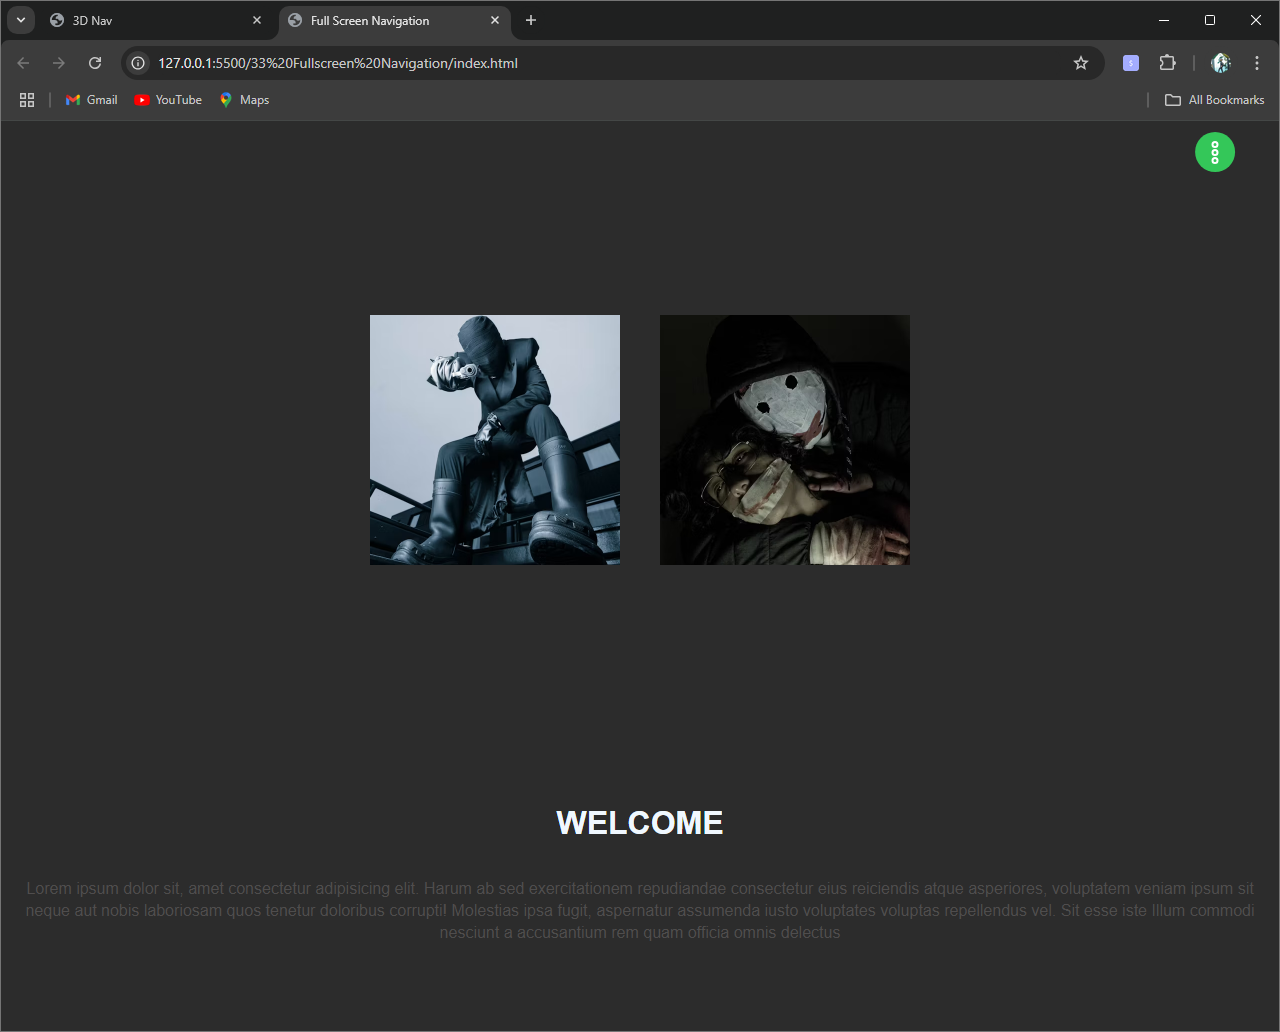 3D Nav
Full Screen Navigation
127.0.0.1:5500/33%20Fullscreen%20Navigation/index.html
Gmail
YouTube
Maps
All Bookmarks
WELCOME
Lorem ipsum dolor sit, amet consectetur adipisicing elit. Harum ab sed exercitationem repudiandae consectetur eius reiciendis atque asperiores, voluptatem veniam ipsum sit
neque aut nobis laboriosam quos tenetur doloribus corrupti! Molestias ipsa fugit, aspernatur assumenda iusto voluptates voluptas repellendus vel. Sit esse iste Illum commodi
nesciunt a accusantium rem quam officia omnis delectus